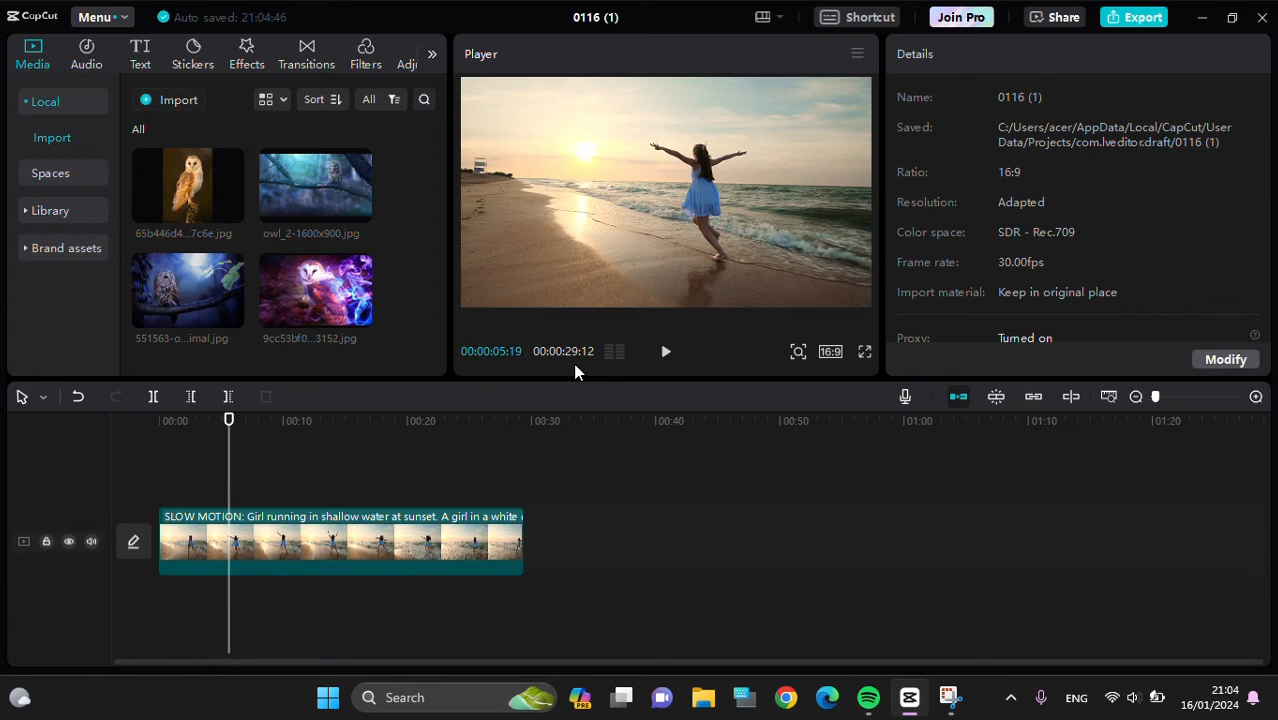 CapCut
Menu
Auto saved: 21:04:46
0116 (1)
Shortcut
Join Pro
Share
Export
Media
Audio
Text
Stickers
Effects
Transitions
Filters
Adj
Local
Import
Spaces
Library
Brand assets
Import
Sort
All
All
65b446d4...7c6e.jpg
owl_2-1600x900.jpg
551563-o...imal.jpg
9cc53bf0...3152.jpg
Player
00:00:05:19
00:00:29:12
16:9
Details
Name: 0116 (1)
Saved: C:/Users/acer/AppData/Local/CapCut/User
Data/Projects/com.lveditor.draft/0116 (1)
Ratio: 16:9
Resolution: Adapted
Color space: SDR - Rec.709
Frame rate: 30.00fps
Import material: Keep in original place
Proxy: Turned on
Modify
00:00 00:10 00:20 00:30 00:40 00:50 01:00 01:10 01:20
SLOW MOTION: Girl running in shallow water at sunset. A girl in a white
Search
PRE
ENG
21:04
16/01/2024